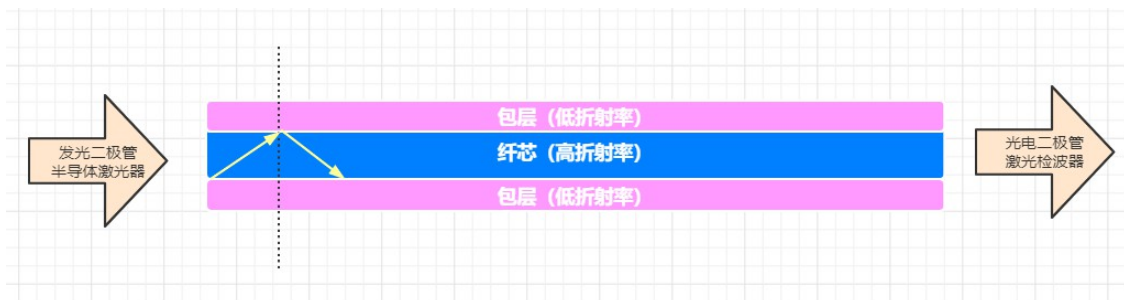 包层（低折射率）
发光二极管
半导体激光器
纤芯（高折射率）
光电二极管
激光检波器
包层（低折射率）